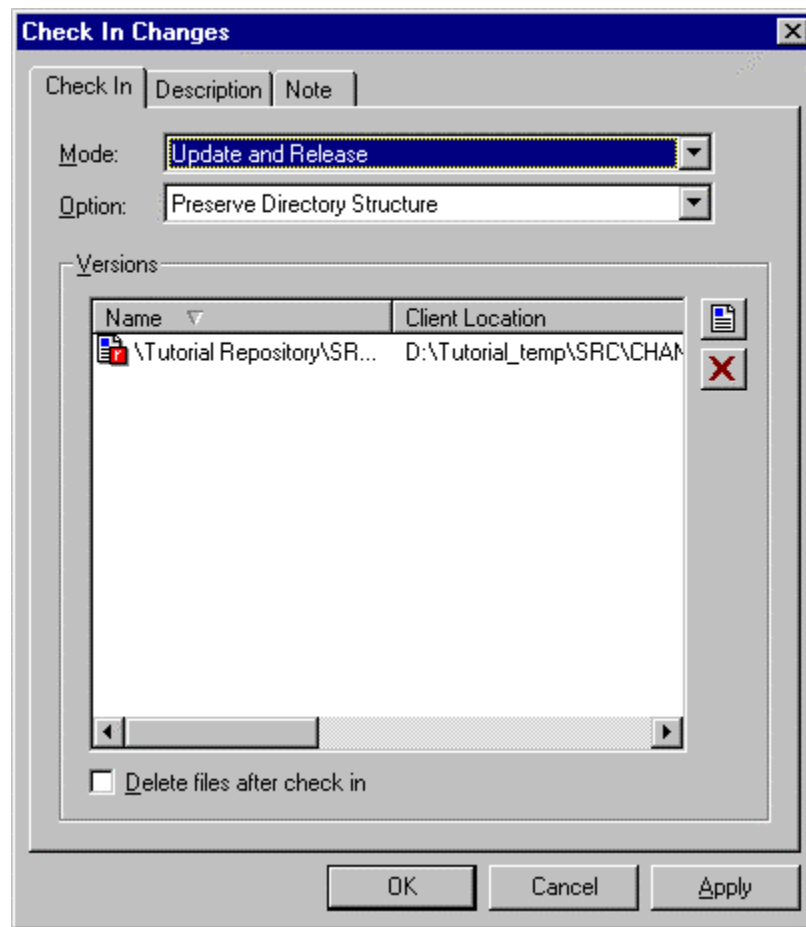 Check In Changes
Check In Description Note
Mode: Update and Release
Option: Preserve Directory Structure
Versions
Name Client Location
\Tutorial Repository\SR... D:\Tutorial_temp\SRC\CHAN
Delete files after check in
OK Cancel Apply